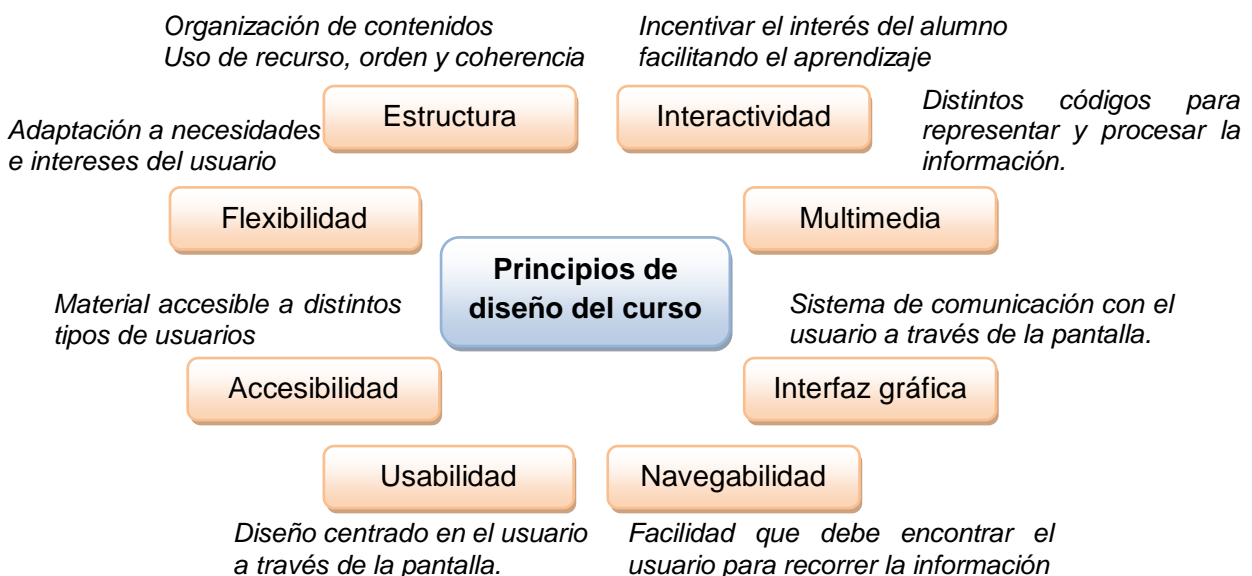 Organización de contenidos
Uso de recurso, orden y coherencia
Incentivar el interés del alumno
facilitando el aprendizaje
Estructura
Interactividad
Distintos códigos para
representar y procesar la
información.
Adaptación a necesidades
e intereses del usuario
Flexibilidad
Multimedia
Principios de
diseño del curso
Material accesible a distintos
tipos de usuarios
Sistema de comunicación con el
usuario a través de la pantalla.
Accesibilidad
Interfaz gráfica
Usabilidad
Navegabilidad
Diseño centrado en el usuario
a través de la pantalla.
Facilidad que debe encontrar el
usuario para recorrer la información